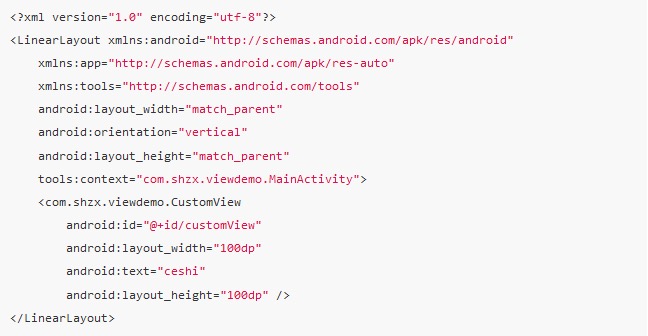 <?xml version="1.0" encoding="utf-8"?>
<LinearLayout xmlns:android="http://schemas.android.com/apk/res/android"
    xmlns:app="http://schemas.android.com/apk/res-auto"
    xmlns:tools="http://schemas.android.com/tools"
    android:layout_width="match_parent"
    android:orientation="vertical"
    android:layout_height="match_parent"
    tools:context="com.shzx.viewdemo.MainActivity">
    <com.shzx.viewdemo.CustomView
        android:id="@+id/customView"
        android:layout_width="100dp"
        android:text="ceshi"
        android:layout_height="100dp" />
</LinearLayout>